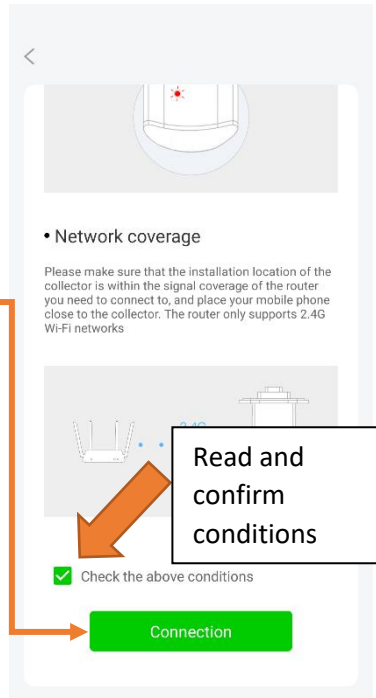 • Network coverage
Please make sure that the installation location of the
collector is within the signal coverage of the router
you need to connect to, and place your mobile phone
close to the collector. The router only supports 2.4G
Wi-Fi networks
Read and
confirm
conditions
Check the above conditions
Connection